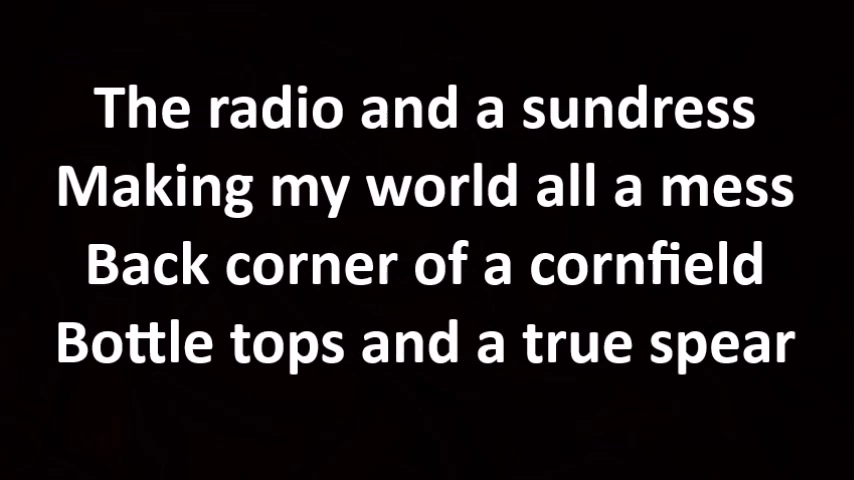 The radio and a sundress
Making my world all a mess
Back corner of a cornfield
Bottle tops and a true spear